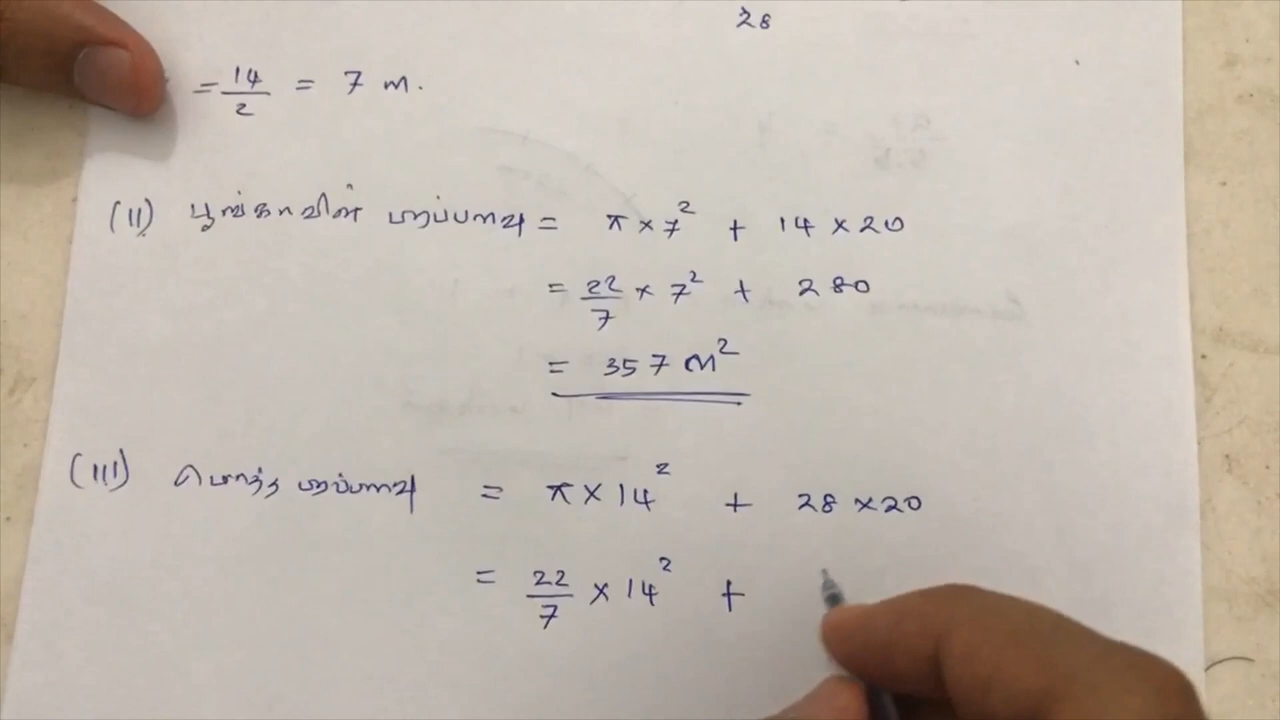 28
= 14/2 = 7 m.
(II) பூங்காவின் பரப்பளவு = π × 7² + 14 × 20
= 22/7 × 7² + 280
= 357 m²
(III) மொத்த பரப்பளவு = π × 14² + 28 × 20
= 22/7 × 14² +